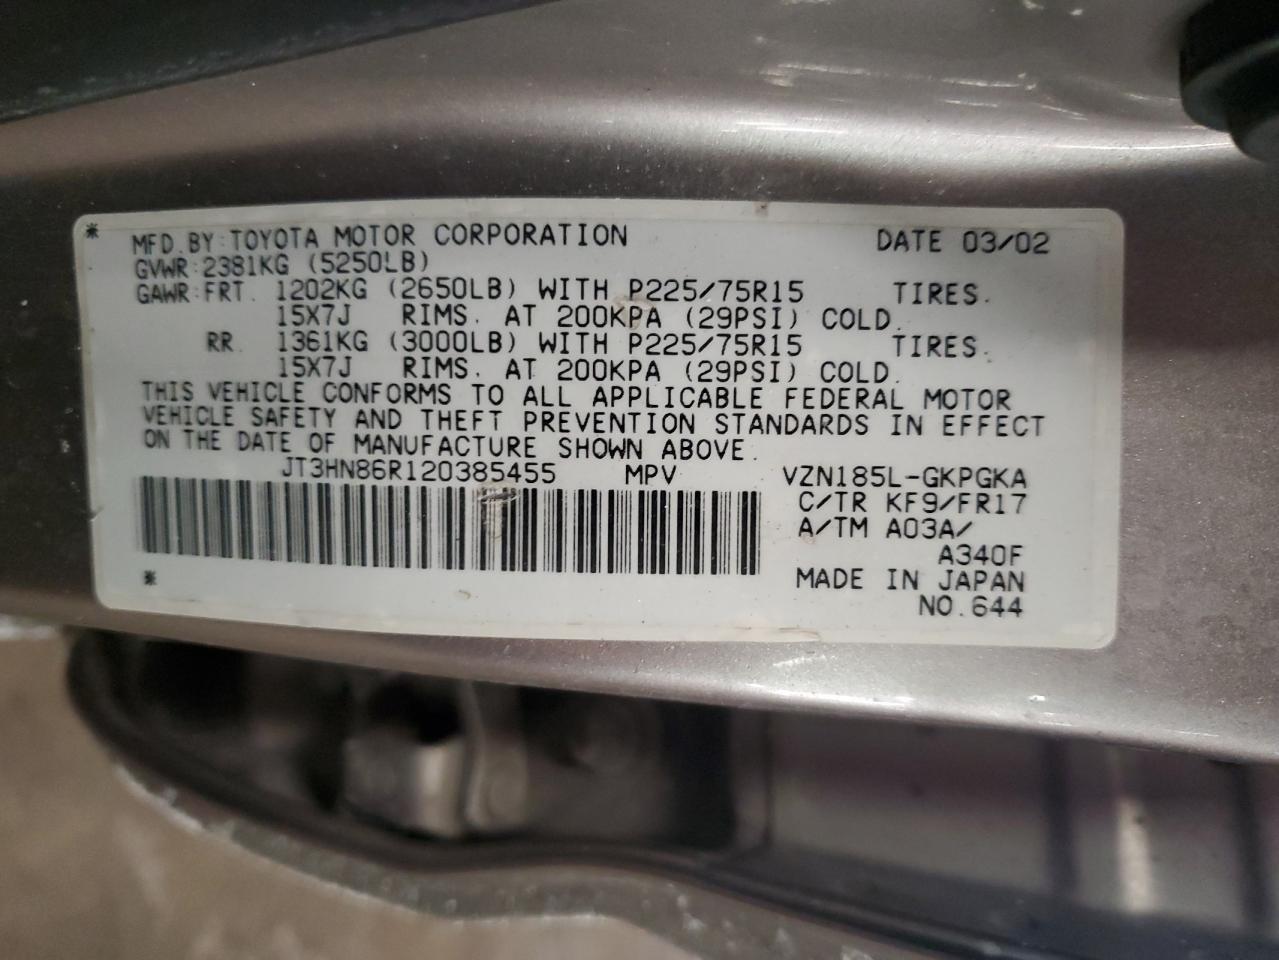 * MFD. BY: TOYOTA MOTOR CORPORATION DATE 03/02
GVWR: 2381KG (5250LB)
GAWR: FRT. 1202KG (2650LB) WITH P225/75R15 TIRES.
15X7J RIMS. AT 200KPA (29PSI) COLD.
RR. 1361KG (3000LB) WITH P225/75R15 TIRES.
15X7J RIMS. AT 200KPA (29PSI) COLD.
THIS VEHICLE CONFORMS TO ALL APPLICABLE FEDERAL MOTOR
VEHICLE SAFETY AND THEFT PREVENTION STANDARDS IN EFFECT
ON THE DATE OF MANUFACTURE SHOWN ABOVE.
JT3HN86R120385455 MPV VZN185L-GKPGKA
C/TR KF9/FR17
A/TM A03A/
A340F
* MADE IN JAPAN
NO.644